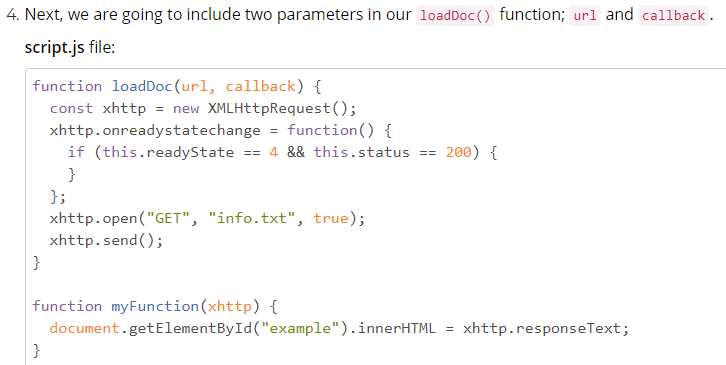 4. Next, we are going to include two parameters in our loadDoc() function; url and callback.
script.js file:
function loadDoc(url, callback) {
  const xhttp = new XMLHttpRequest();
  xhttp.onreadystatechange = function() {
    if (this.readyState == 4 && this.status == 200) {
    }
  };
  xhttp.open("GET", "info.txt", true);
  xhttp.send();
}

function myFunction(xhttp) {
  document.getElementById("example").innerHTML = xhttp.responseText;
}